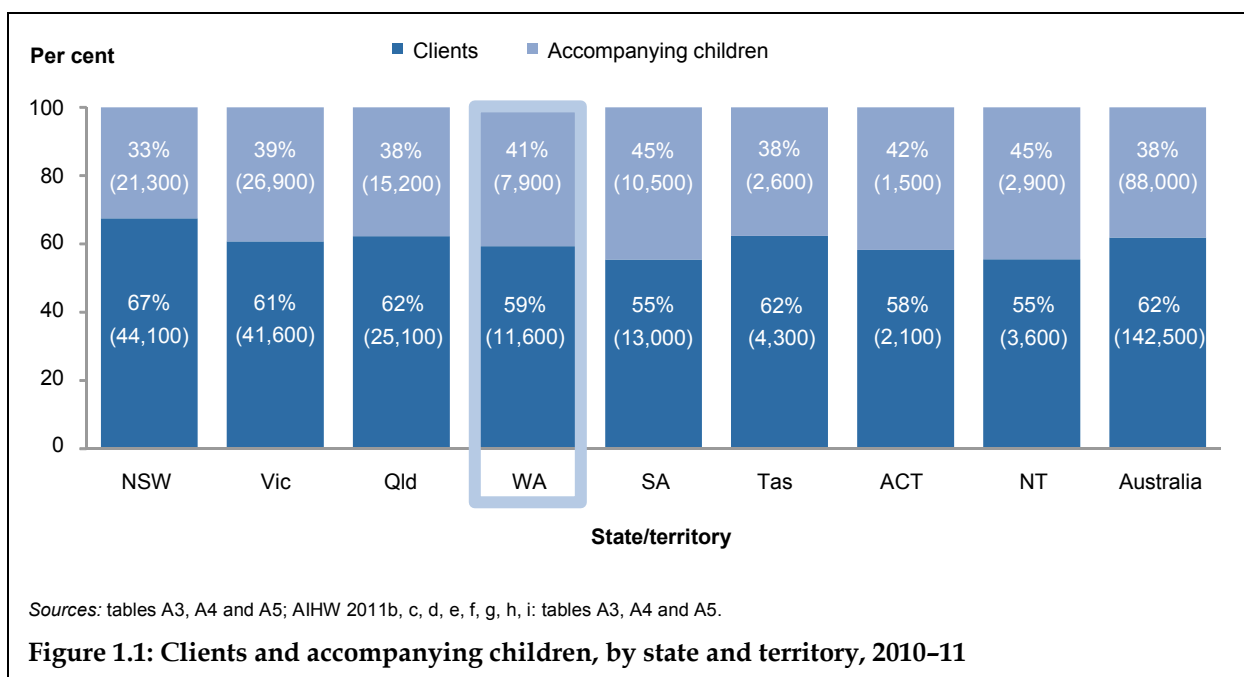 Per cent
Clients
Accompanying children
100
80
60
40
20
0
33%
(21,300)
39%
(26,900)
38%
(15,200)
41%
(7,900)
45%
(10,500)
38%
(2,600)
42%
(1,500)
45%
(2,900)
38%
(88,000)
67%
(44,100)
61%
(41,600)
62%
(25,100)
59%
(11,600)
55%
(13,000)
62%
(4,300)
58%
(2,100)
55%
(3,600)
62%
(142,500)
NSW
Vic
Qld
WA
SA
Tas
ACT
NT
Australia
State/territory
Sources: tables A3, A4 and A5; AIHW 2011b, c, d, e, f, g, h, i: tables A3, A4 and A5.
Figure 1.1: Clients and accompanying children, by state and territory, 2010–11